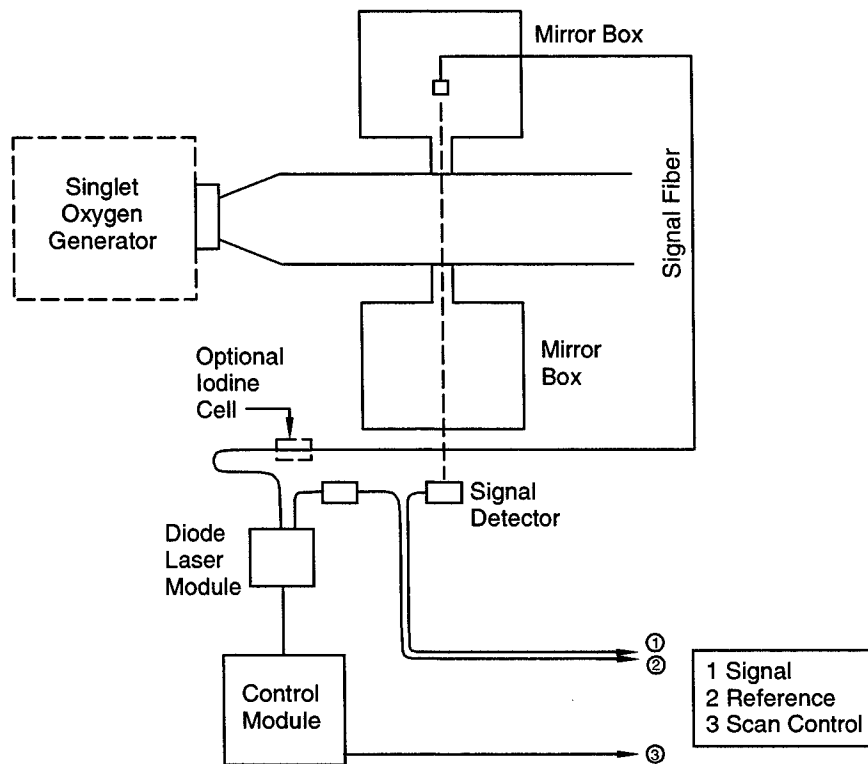 Mirror Box
Singlet
Oxygen
Generator
Signal Fiber
Mirror
Box
Optional
Iodine
Cell
Signal
Detector
Diode
Laser
Module
Control
Module
①
②
③
1 Signal
2 Reference
3 Scan Control